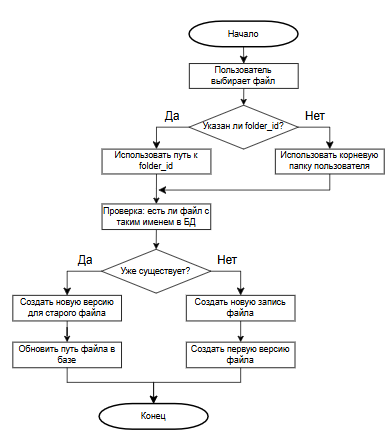 Начало
Пользователь
выбирает файл
Да
Нет
Указан ли folder_id?
Использовать путь к
folder_id
Использовать корневую
папку пользователя
Проверка: есть ли файл с
таким именем в БД
Да
Нет
Уже существует?
Создать новую версию
для старого файла
Создать новую запись
файла
Обновить путь файла в
базе
Создать первую версию
файла
Конец